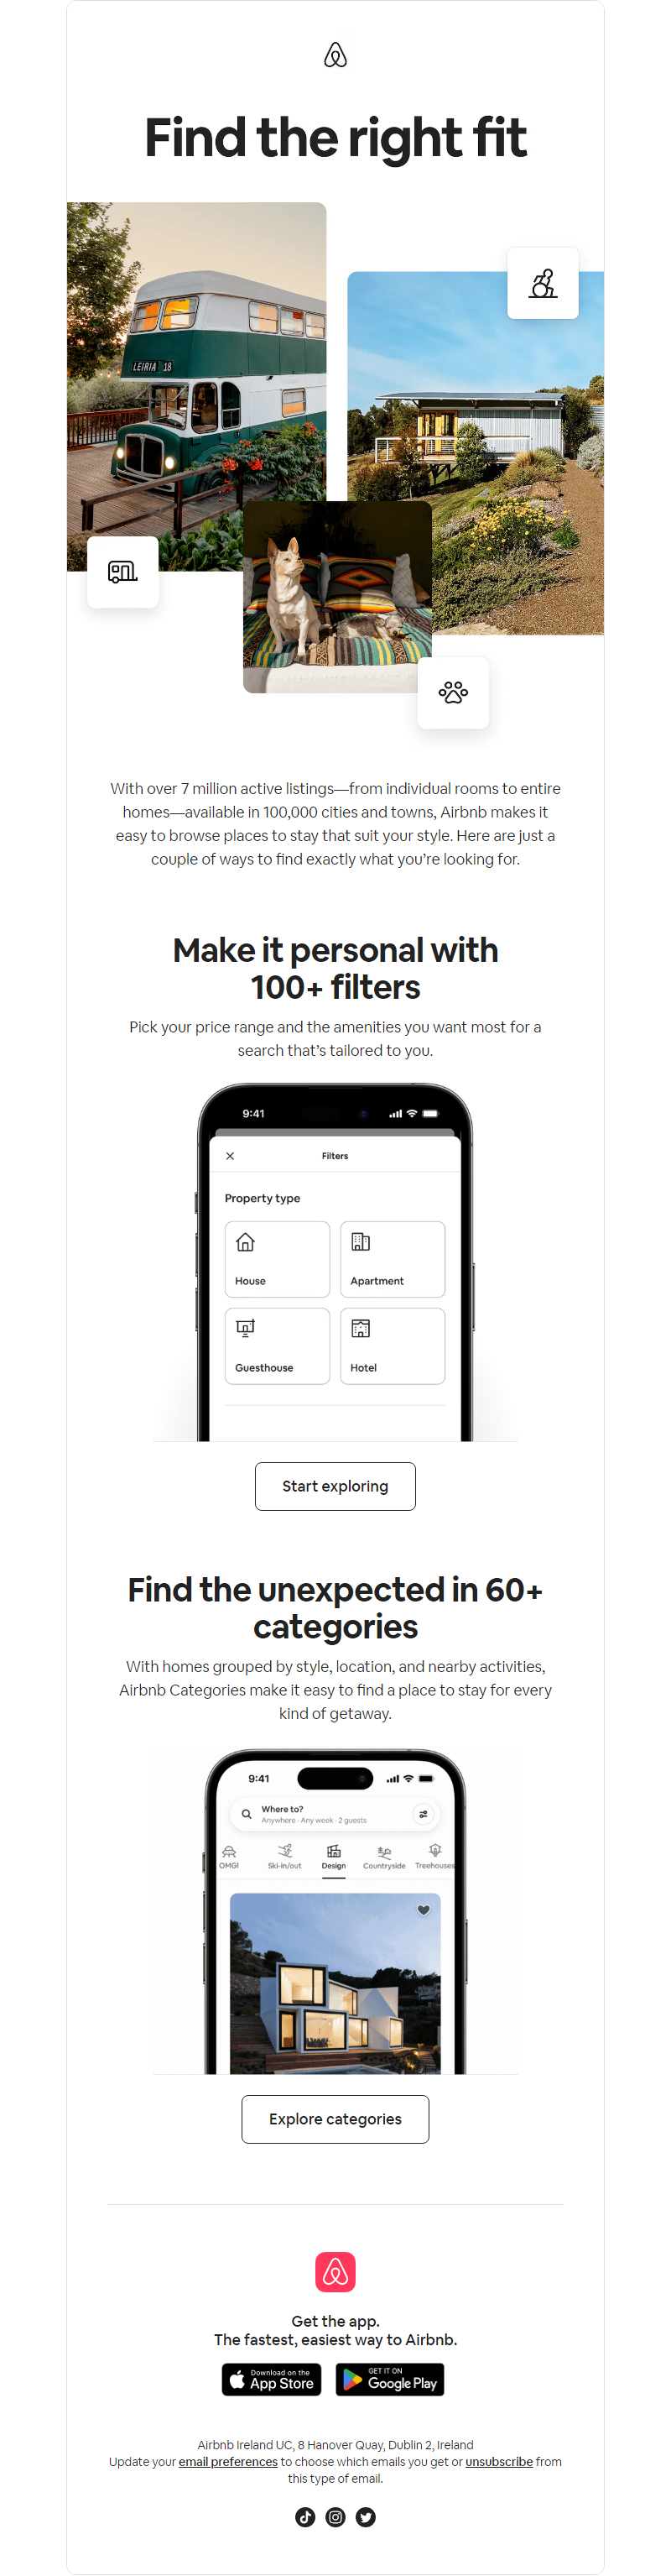 Find the right fit
LEIRIA 18
With over 7 million active listings—from individual rooms to entire
homes—available in 100,000 cities and towns, Airbnb makes it
easy to browse places to stay that suit your style. Here are just a
couple of ways to find exactly what you’re looking for.
Make it personal with
100+ filters
Pick your price range and the amenities you want most for a
search that’s tailored to you.
9:41
Filters
Property type
House
Apartment
Guesthouse
Hotel
Start exploring
Find the unexpected in 60+
categories
With homes grouped by style, location, and nearby activities,
Airbnb Categories make it easy to find a place to stay for every
kind of getaway.
9:41
Where to?
Anywhere · Any week · 2 guests
OMG! Ski-in/out Design Countryside Treehouses
Explore categories
Get the app.
The fastest, easiest way to Airbnb.
Download on the
App Store
GET IT ON
Google Play
Airbnb Ireland UC, 8 Hanover Quay, Dublin 2, Ireland
Update your email preferences to choose which emails you get or unsubscribe from
this type of email.